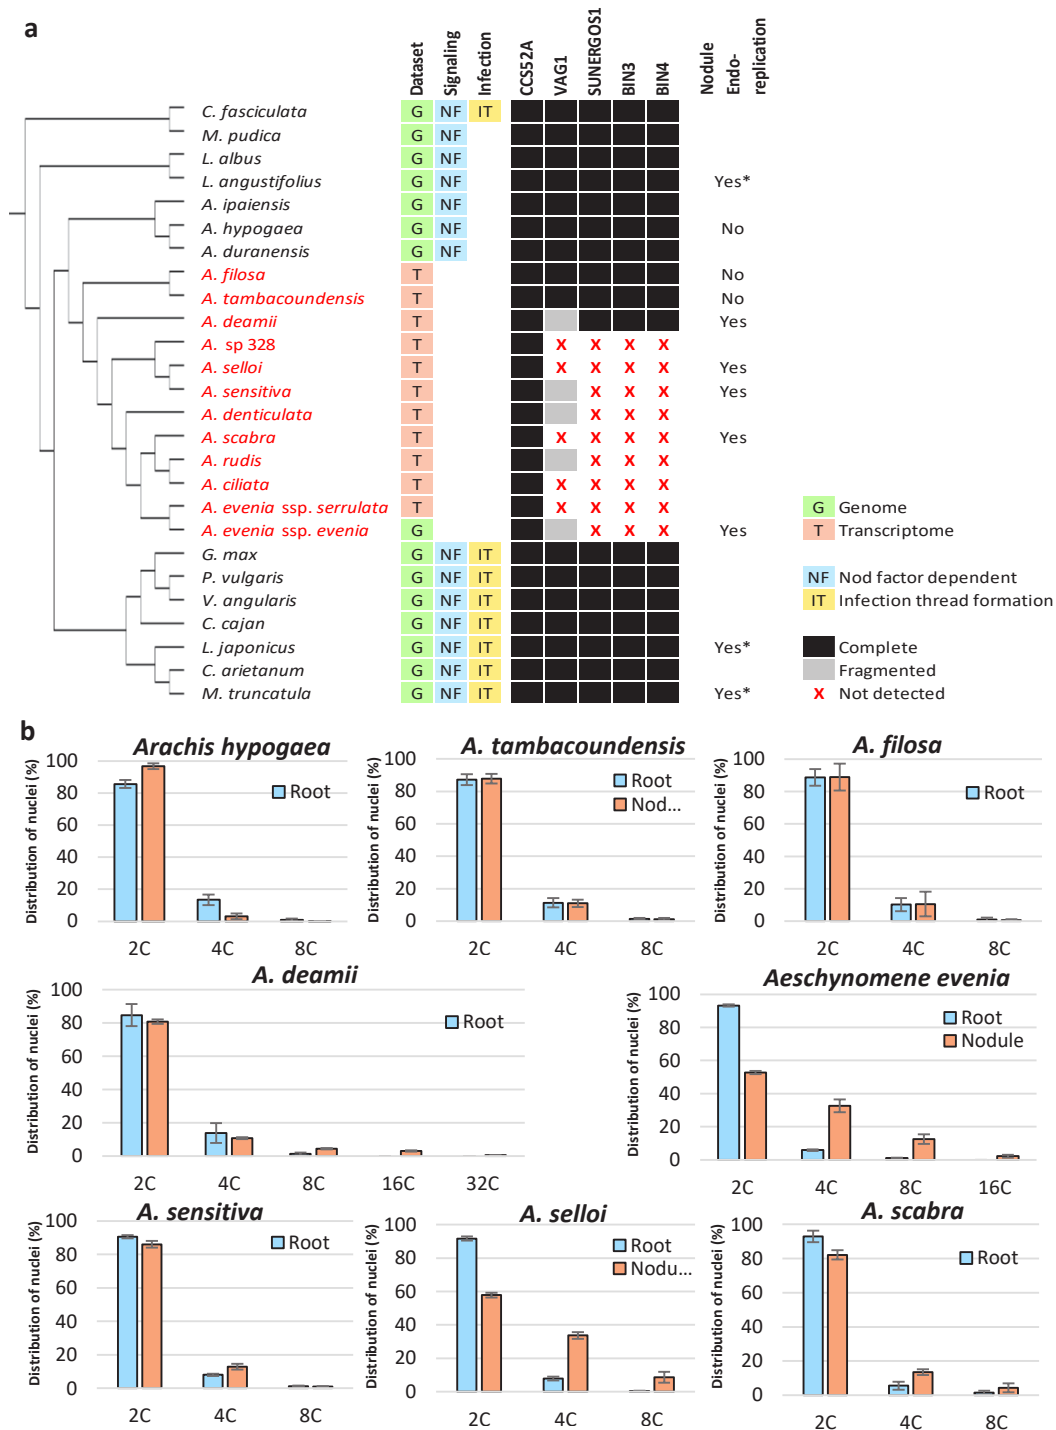 a
Dataset Signaling Infection CCS52A VAG1 SUNERGOS1 BIN3 BIN4 Nodule Endo- replication
C. fasciculata G NF IT
M. pudica G NF
L. albus G NF
L. angustifolius G NF Yes*
A. ipaiensis G NF
A. hypogaea G NF No
A. duranensis G NF
A. filosa T No
A. tambacoundensis T No
A. deamii T Yes
A. sp 328 T X X X X
A. selloi T X X X X Yes
A. sensitiva T X X X Yes
A. denticulata T X X X
A. scabra T X X X X Yes
A. rudis T X X X
A. ciliata T X X X X
A. evenia ssp. serrulata T X X X X
A. evenia ssp. evenia G X X X Yes
G. max G NF IT
P. vulgaris G NF IT
V. angularis G NF IT
C. cajan G NF IT
L. japonicus G NF IT Yes*
C. arietanum G NF IT
M. truncatula G NF IT Yes*
G Genome
T Transcriptome
NF Nod factor dependent
IT Infection thread formation
Complete
Fragmented
X Not detected
b
Arachis hypogaea
Distribution of nuclei (%)
100
80
60
40
20
0
Root
2C 4C 8C
A. tambacoundensis
Distribution of nuclei (%)
100
80
60
40
20
0
Root
Nod...
2C 4C 8C
A. filosa
Distribution of nuclei (%)
100
80
60
40
20
0
Root
2C 4C 8C
A. deamii
Distribution of nuclei (%)
100
80
60
40
20
0
Root
2C 4C 8C 16C 32C
Aeschynomene evenia
Distribution of nuclei (%)
100
80
60
40
20
0
Root
Nodule
2C 4C 8C 16C
A. sensitiva
Distribution of nuclei (%)
100
80
60
40
20
0
Root
2C 4C 8C
A. selloi
Distribution of nuclei (%)
100
80
60
40
20
0
Root
Nodu...
2C 4C 8C
A. scabra
Distribution of nuclei (%)
100
80
60
40
20
0
Root
2C 4C 8C